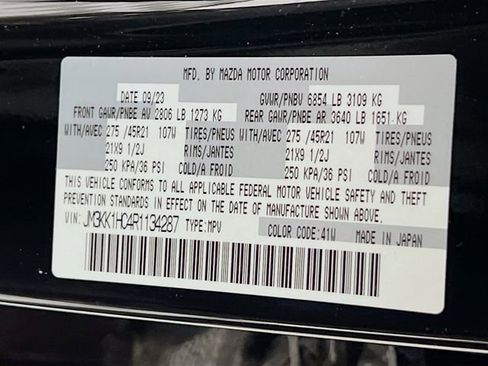 MFD. BY MAZDA MOTOR CORPORATION
DATE 09/23 GVWR/PNBV 6854 LB 3109 KG
FRONT GAWR/PNBE AV 2806 LB 1273 KG REAR GAWR/PNBE AR 3640 LB 1651 KG
WITH/AVEC 275 /45R21 107W TIRES/PNEUS WITH/AVEC 275 /45R21 107W TIRES/PNEUS
21X9 1/2J RIMS/JANTES 21X9 1/2J RIMS/JANTES
250 KPA/36 PSI COLD/A FROID 250 KPA/36 PSI COLD/A FROID
THIS VEHICLE CONFORMS TO ALL APPLICABLE FEDERAL MOTOR VEHICLE SAFETY AND THEFT
PREVENTION STANDARDS IN EFFECT ON THE DATE OF MANUFACTURE SHOWN ABOVE.
VIN: JM3KK1HC4R1134287 TYPE:MPV
COLOR CODE:41W MADE IN JAPAN